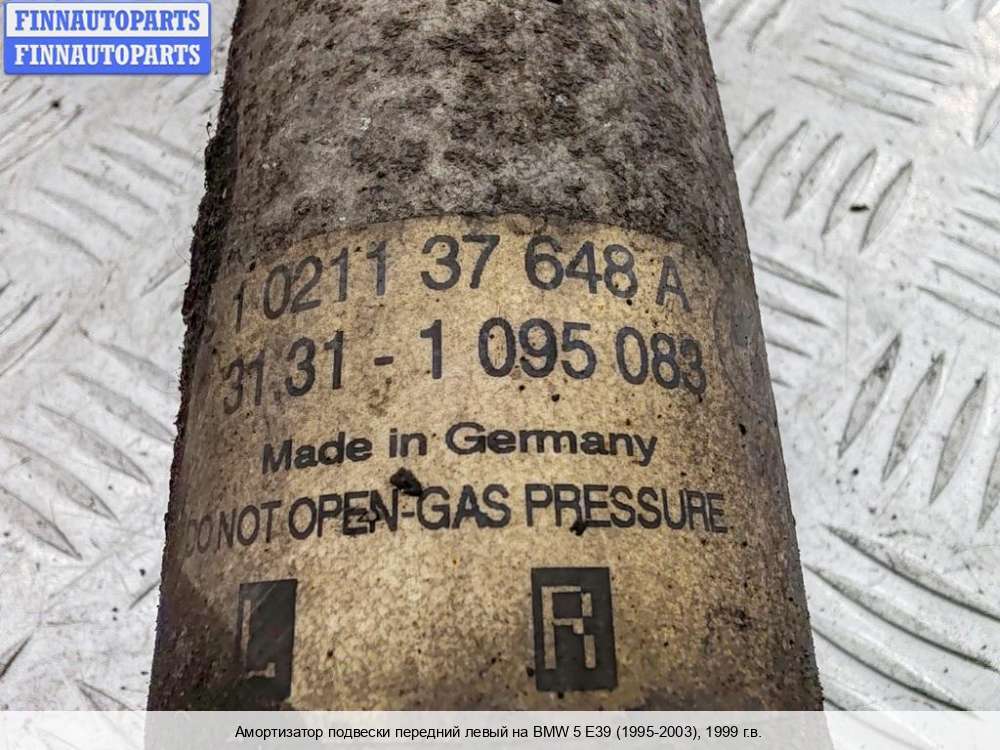 FINNAUTOPARTS
FINNAUTOPARTS
1 0211 37 648 A
31.31 - 1 095 083
Made in Germany
DO NOT OPEN-GAS PRESSURE
L R
Амортизатор подвески передний левый на BMW 5 E39 (1995-2003), 1999 г.в.